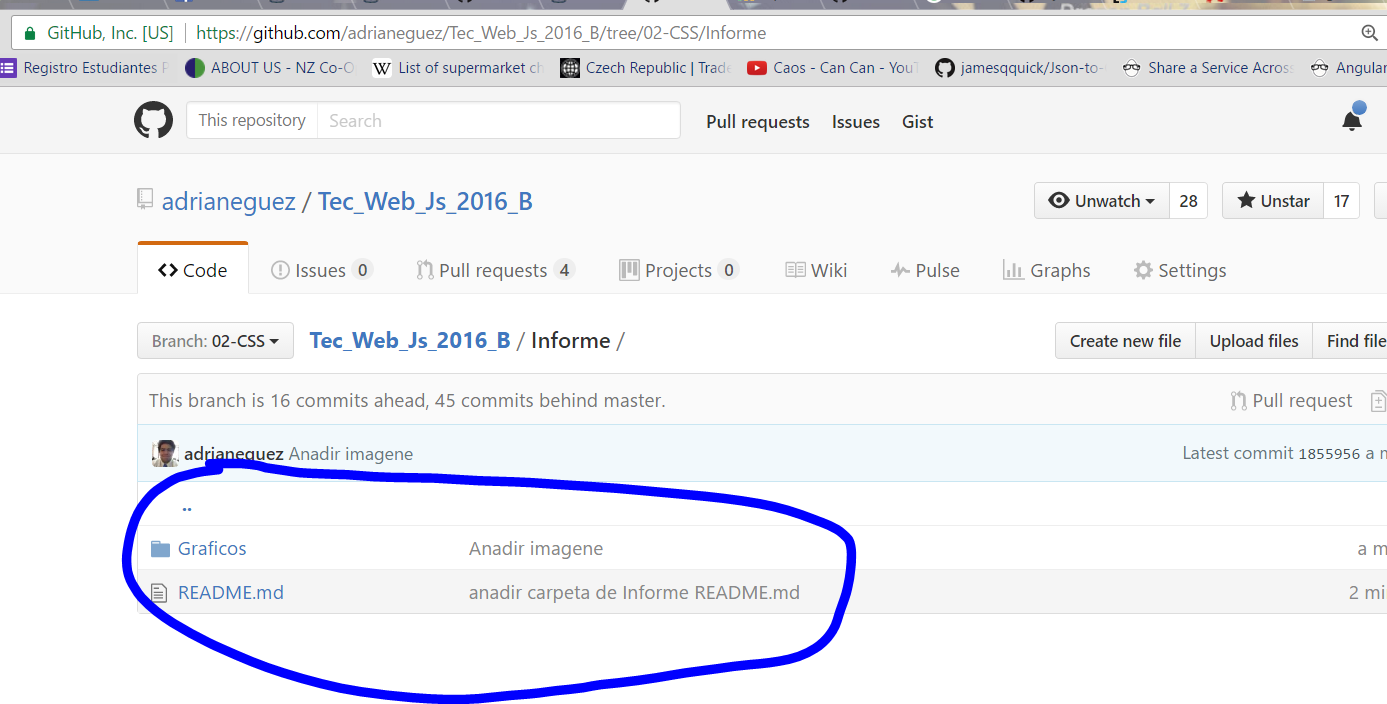 GitHub, Inc. [US] https://github.com/adrianeguez/Tec_Web_Js_2016_B/tree/02-CSS/Informe
Registro Estudiantes ABOUT US - NZ Co-O List of supermarket ch Czech Republic | Trade Caos - Can Can - You jamesqquick/Json-to- Share a Service Across Angular
This repository Search Pull requests Issues Gist
adrianeguez / Tec_Web_Js_2016_B Unwatch 28 Unstar 17
Code Issues 0 Pull requests 4 Projects 0 Wiki Pulse Graphs Settings
Branch: 02-CSS Tec_Web_Js_2016_B / Informe / Create new file Upload files Find file
This branch is 16 commits ahead, 45 commits behind master. Pull request
adrianeguez Anadir imagene Latest commit 1855956 a m
..
Graficos Anadir imagene a m
README.md anadir carpeta de Informe README.md 2 mi